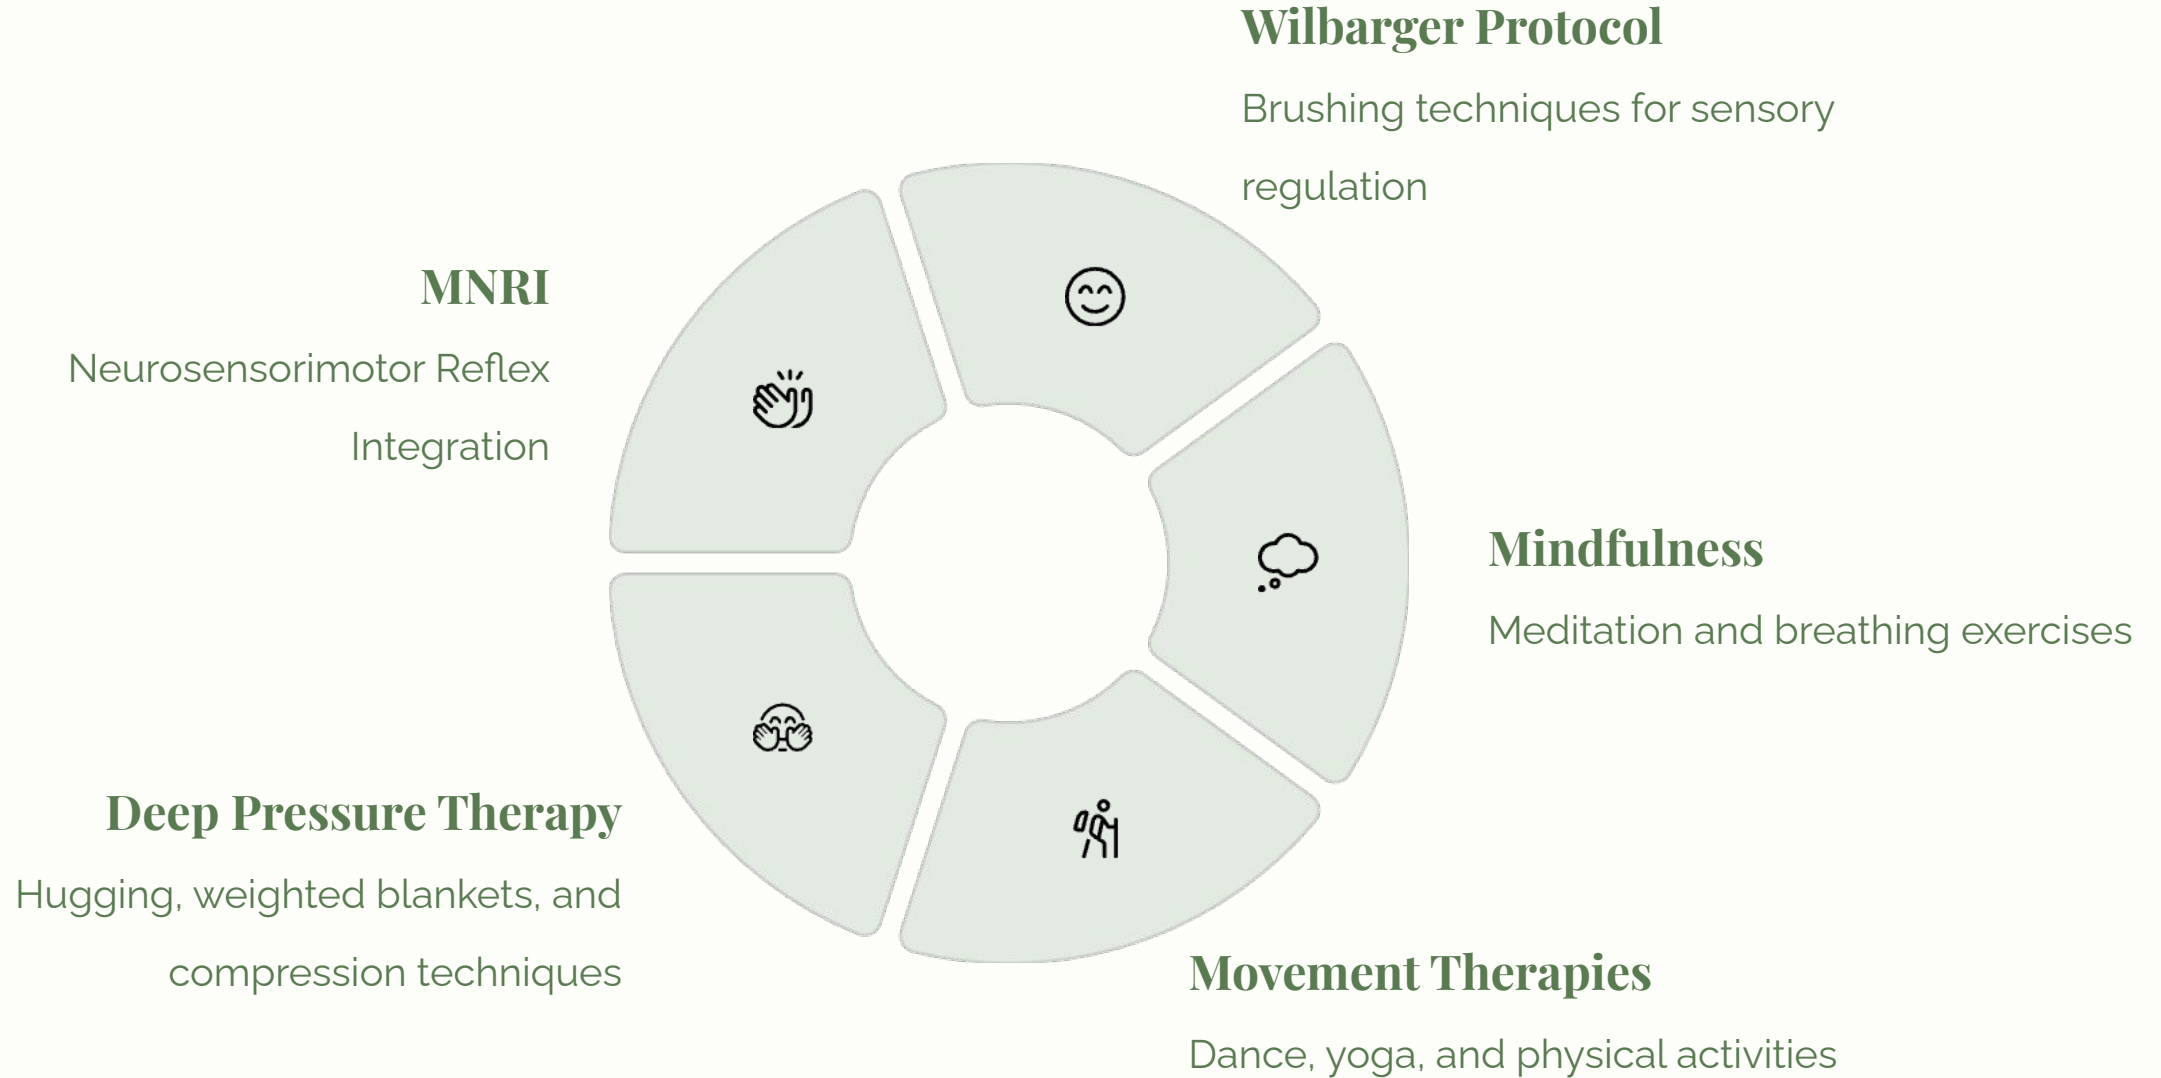 Wilbarger Protocol
Brushing techniques for sensory
regulation
MNRI
Neurosensorimotor Reflex
Integration
Mindfulness
Meditation and breathing exercises
Deep Pressure Therapy
Hugging, weighted blankets, and
compression techniques
Movement Therapies
Dance, yoga, and physical activities